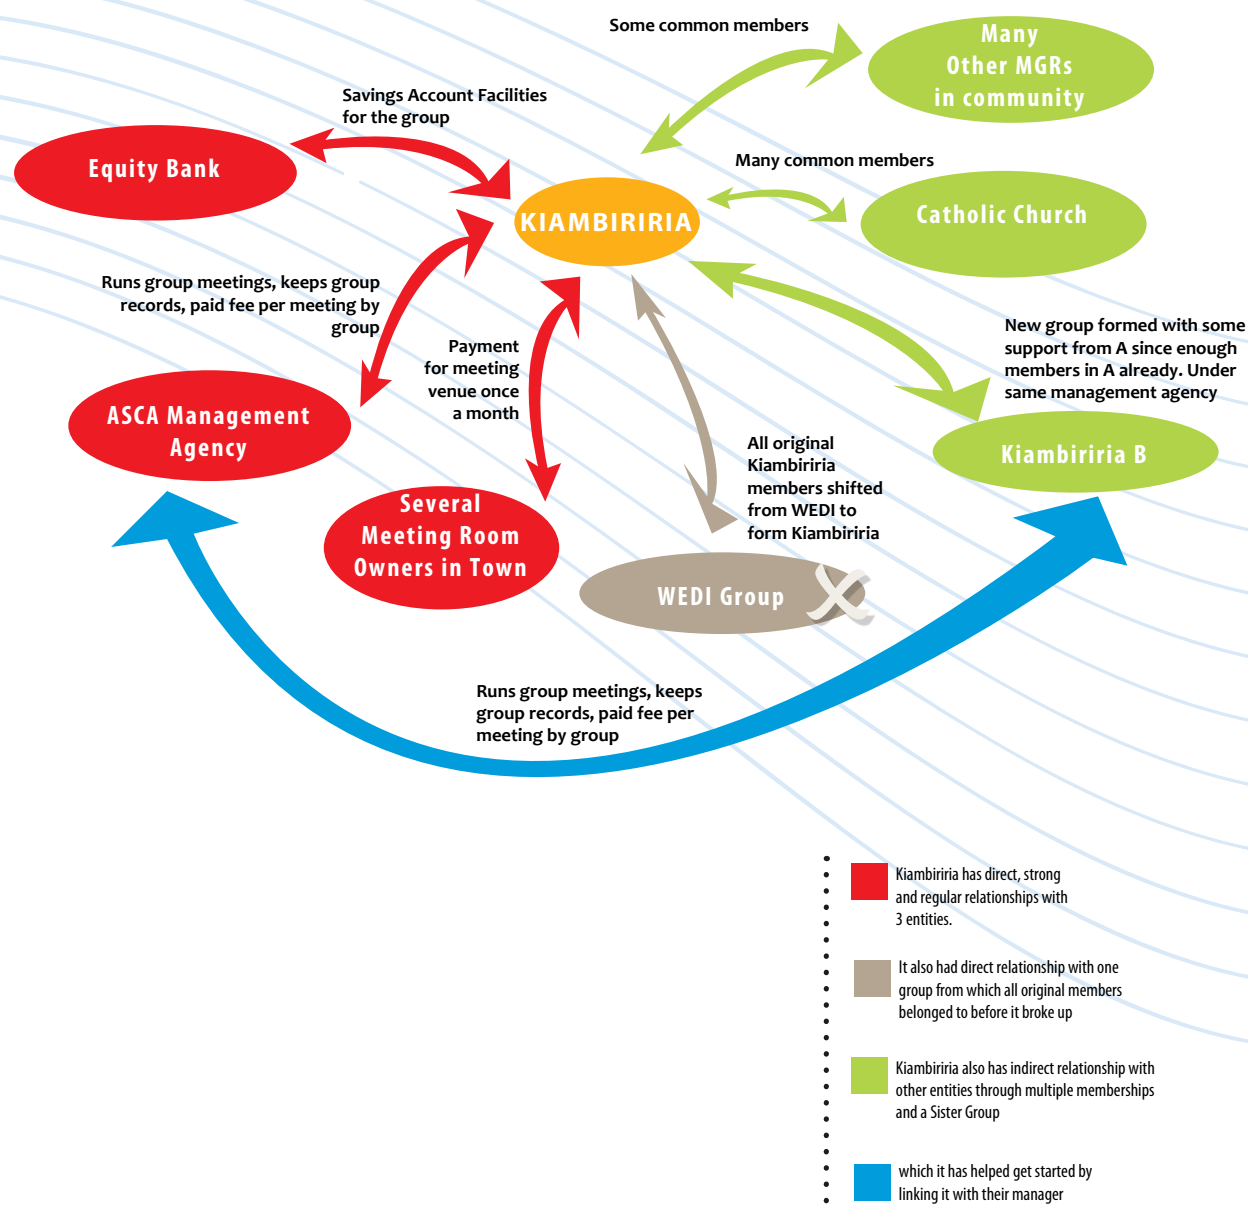 Some common members
Many
Other MGRs
in community
Savings Account Facilities
for the group
Equity Bank
Many common members
KIAMBIRIRIA
Catholic Church
Runs group meetings, keeps group
records, paid fee per meeting by
group
New group formed with some
support from A since enough
members in A already. Under
same management agency
Payment
for meeting
venue once
a month
ASCA Management
Agency
All original
Kiambiriria
members shifted
from WEDI to
form Kiambiriria
Kiambiriria B
Several
Meeting Room
Owners in Town
WEDI Group
Runs group meetings, keeps
group records, paid fee per
meeting by group
Kiambiriria has direct, strong
and regular relationships with
3 entities.
It also had direct relationship with one
group from which all original members
belonged to before it broke up
Kiambiriria also has indirect relationship with
other entities through multiple memberships
and a Sister Group
which it has helped get started by
linking it with their manager